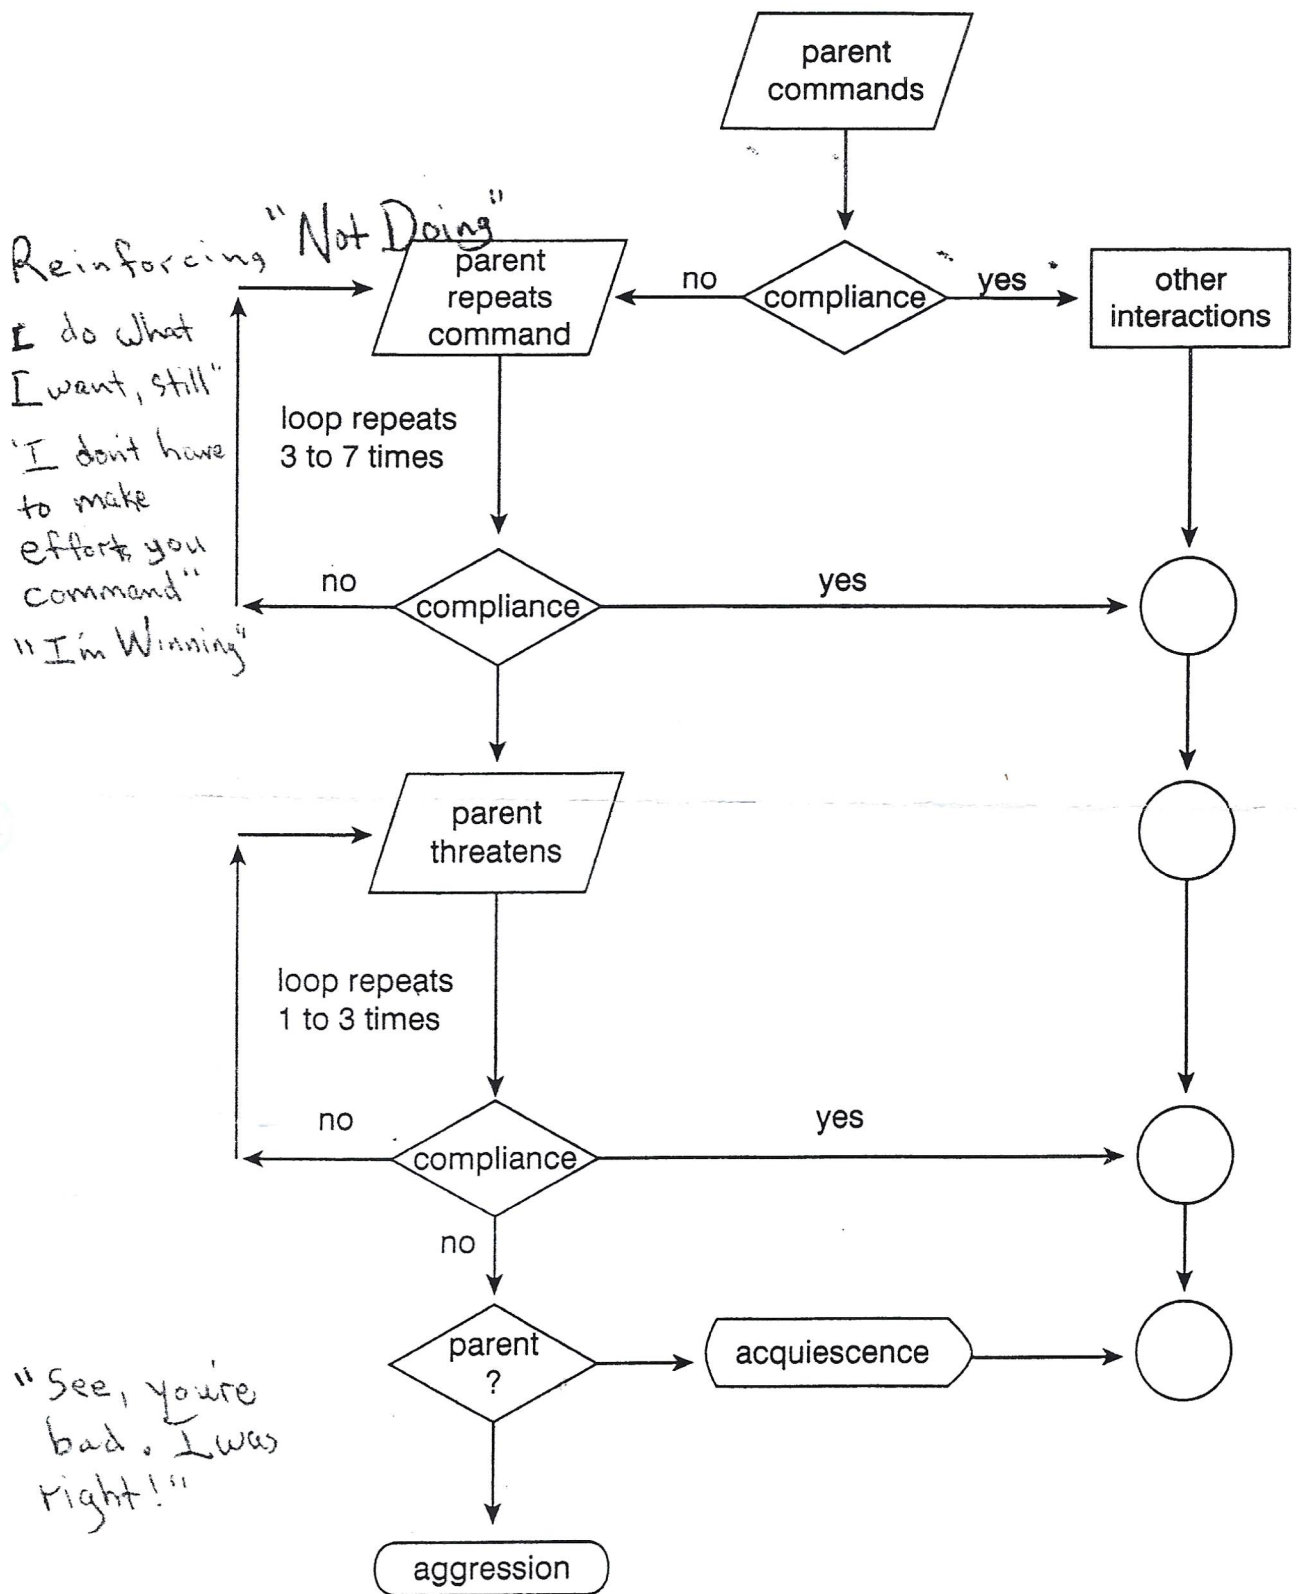 parent
commands
Reinforcing "Not Doing"
I do what
I want, still"
"I don't have
to make
efforts you
command"
"I'm Winning"
parent
repeats
command
no
compliance
yes
other
interactions
loop repeats
3 to 7 times
no
compliance
yes
parent
threatens
loop repeats
1 to 3 times
no
compliance
yes
no
parent
?
acquiescence
"See, you're
bad. I was
right!"
aggression